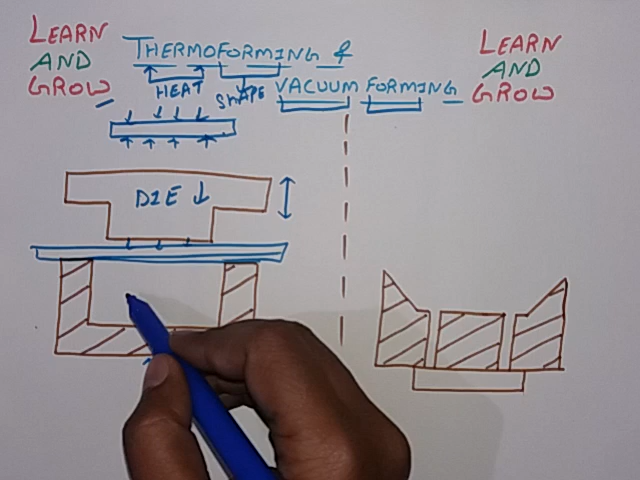 LEARN
AND
GROW
THERMOFORMING &
HEAT
SHAPE
VACUUM FORMING
LEARN
AND
GROW
DIE